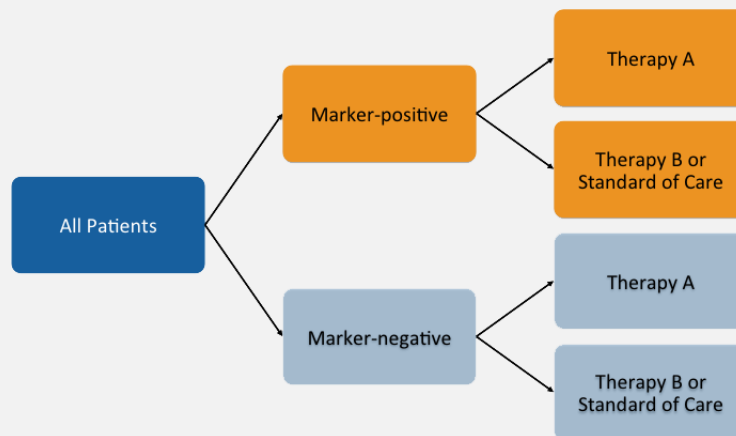 Therapy A
Marker-positive
Therapy B or
Standard of Care
All Patients
Therapy A
Marker-negative
Therapy B or
Standard of Care